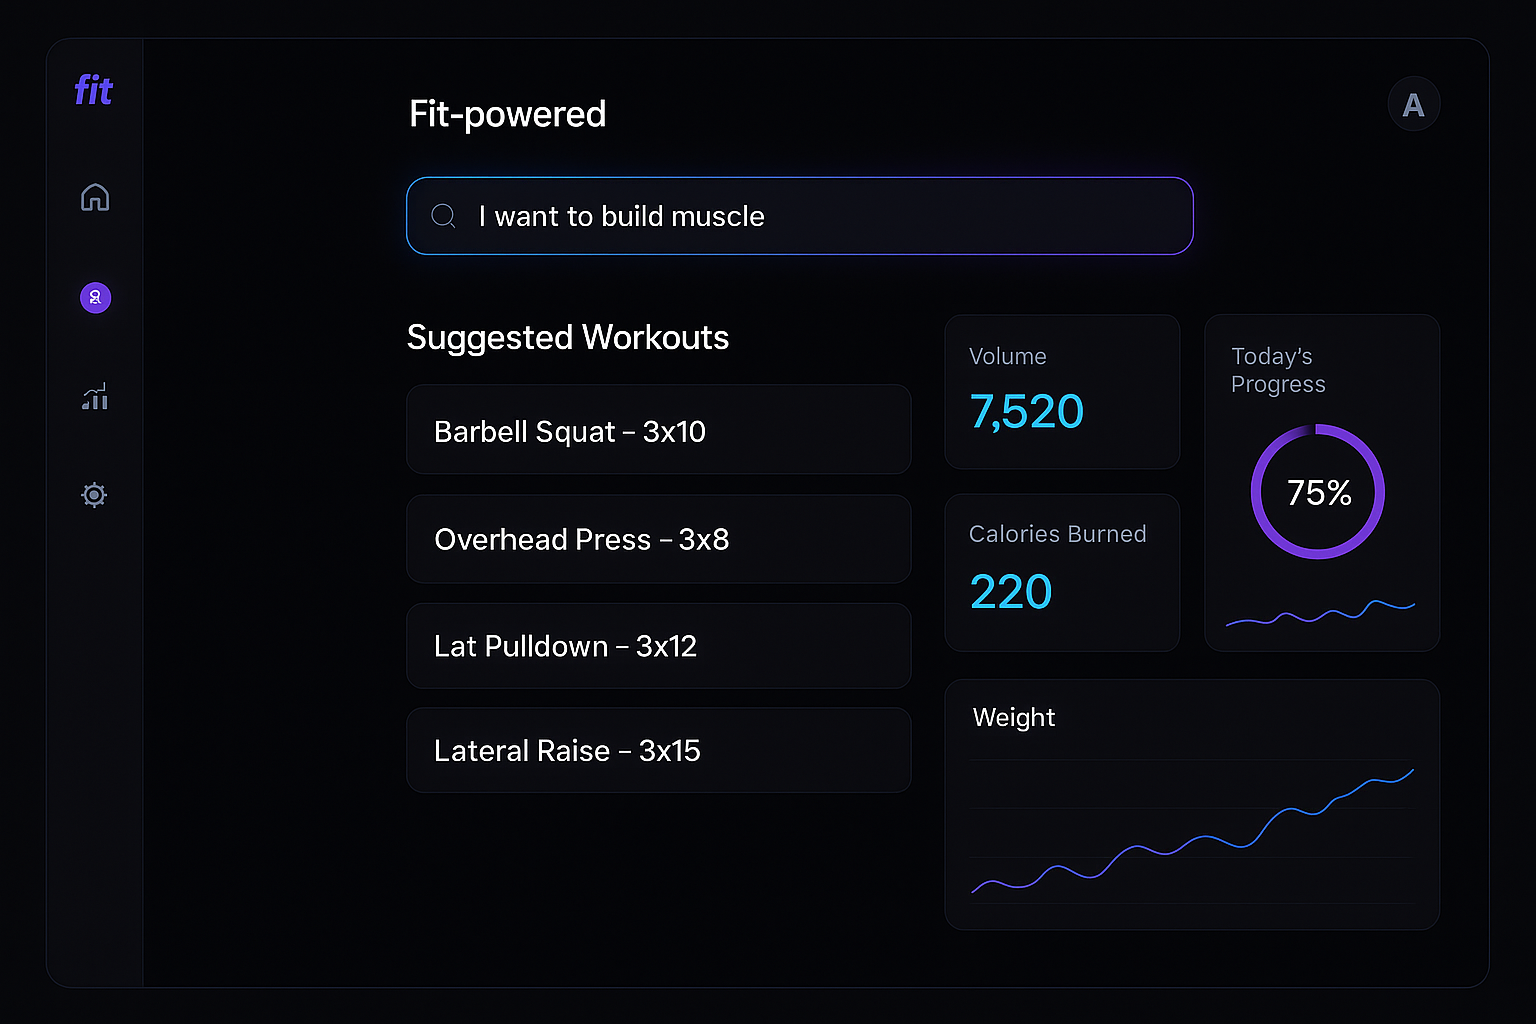 fit
Fit-powered
A
I want to build muscle
Suggested Workouts
Barbell Squat – 3x10
Overhead Press – 3x8
Lat Pulldown – 3x12
Lateral Raise – 3x15
Volume
7,520
Calories Burned
220
Today's
Progress
75%
Weight